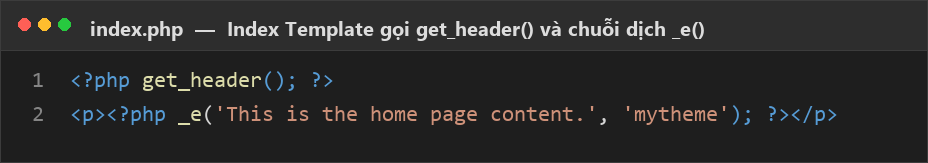 index.php — Index Template gọi get_header() và chuỗi dịch _e()
1 <?php get_header(); ?>
2 <p><?php _e('This is the home page content.', 'mytheme'); ?></p>